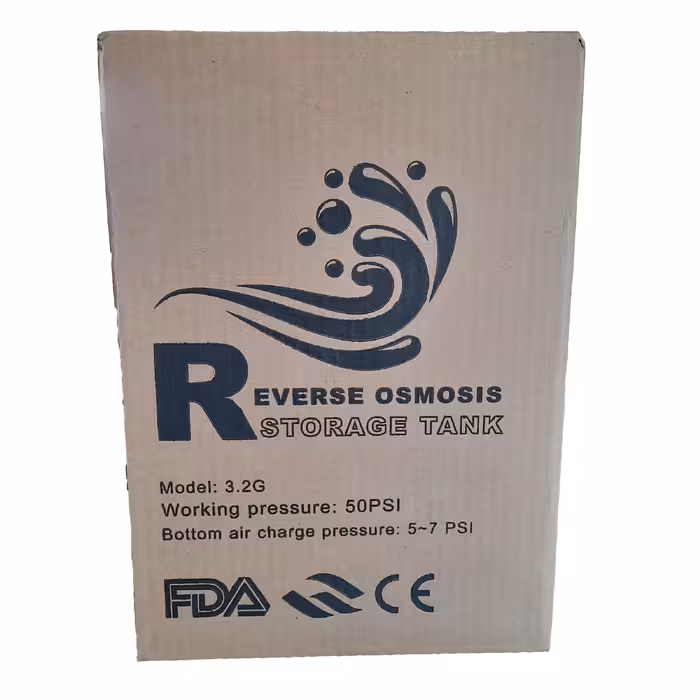 REVERSE OSMOSIS
STORAGE TANK
Model: 3.2G
Working pressure: 50PSI
Bottom air charge pressure: 5~7 PSI
FDA CE